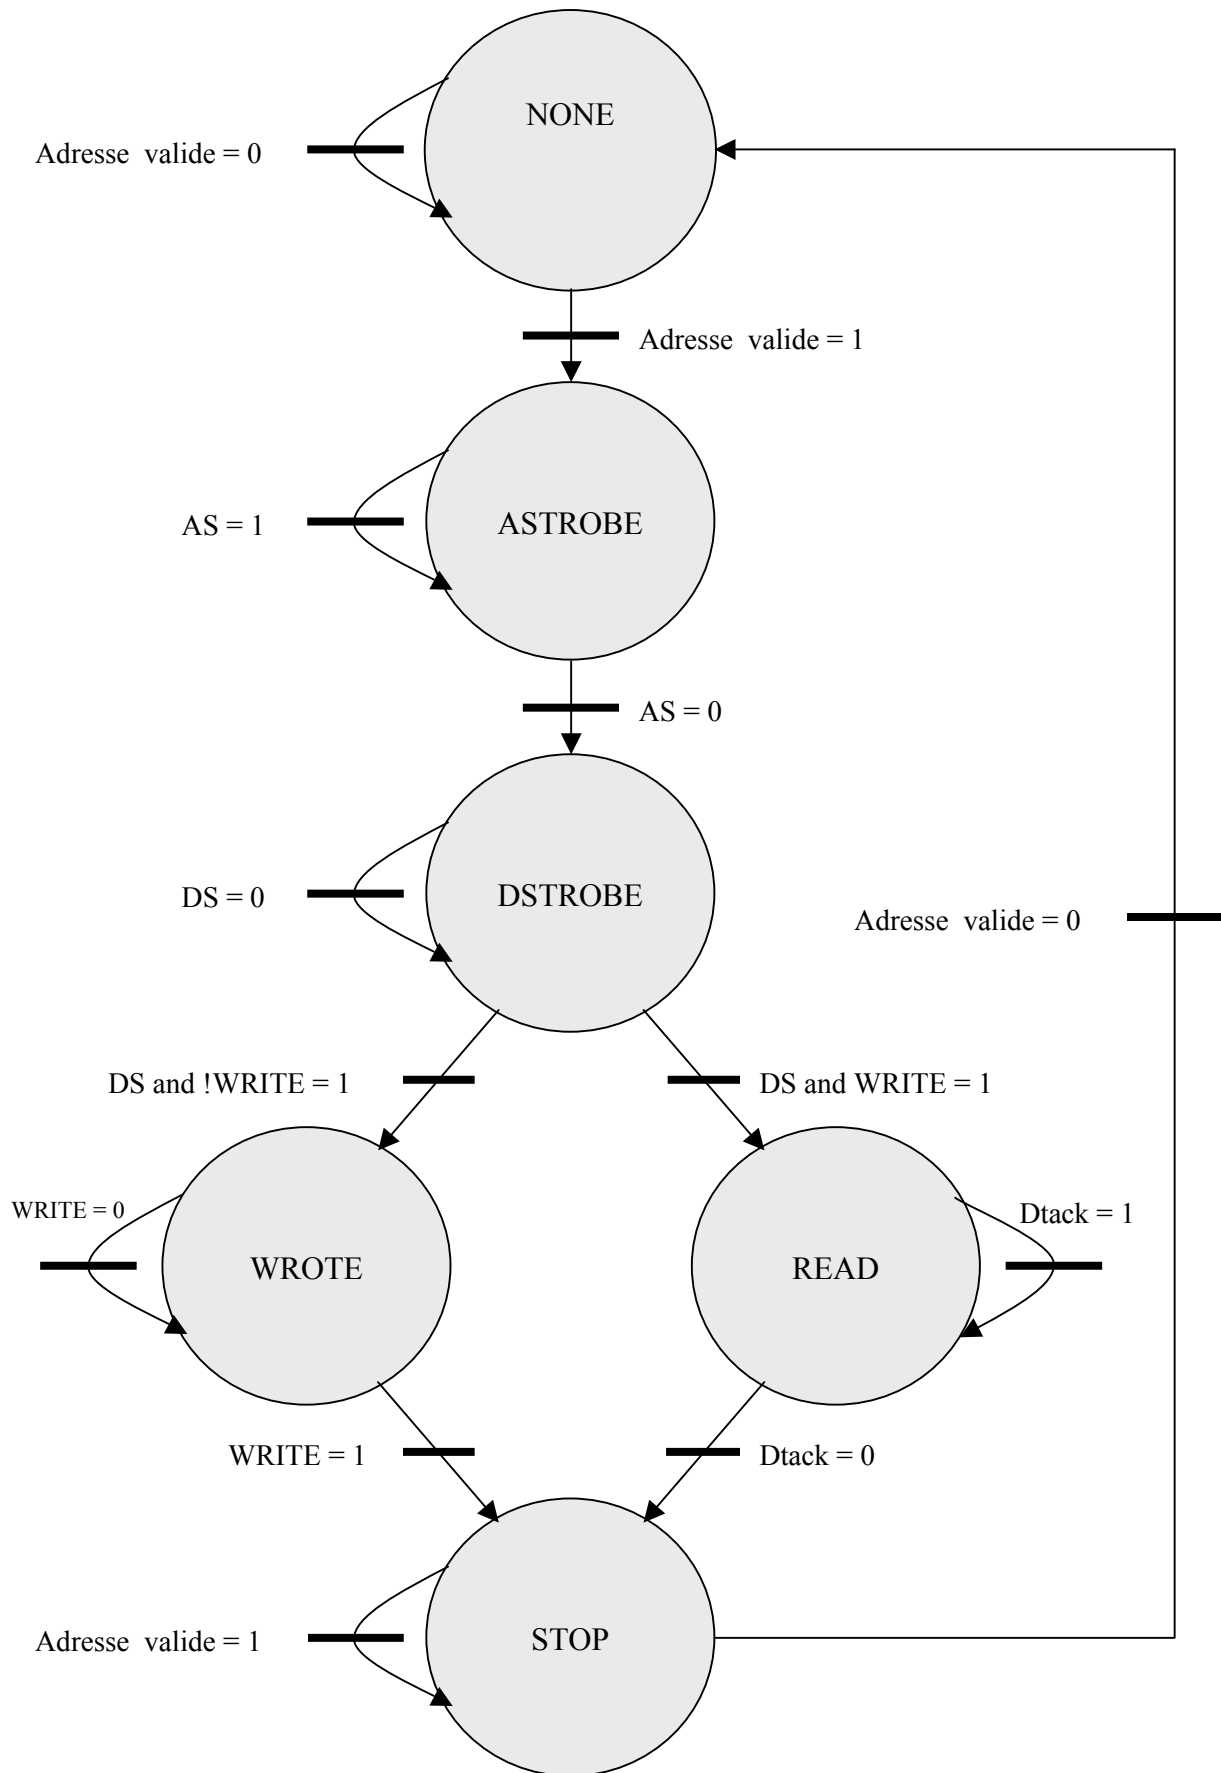 NONE
Adresse valide = 0
Adresse valide = 1
AS = 1
ASTROBE
AS = 0
DS = 0
DSTROBE
Adresse valide = 0
DS and !WRITE = 1
DS and WRITE = 1
WRITE = 0
Dtack = 1
WROTE
READ
WRITE = 1
Dtack = 0
Adresse valide = 1
STOP